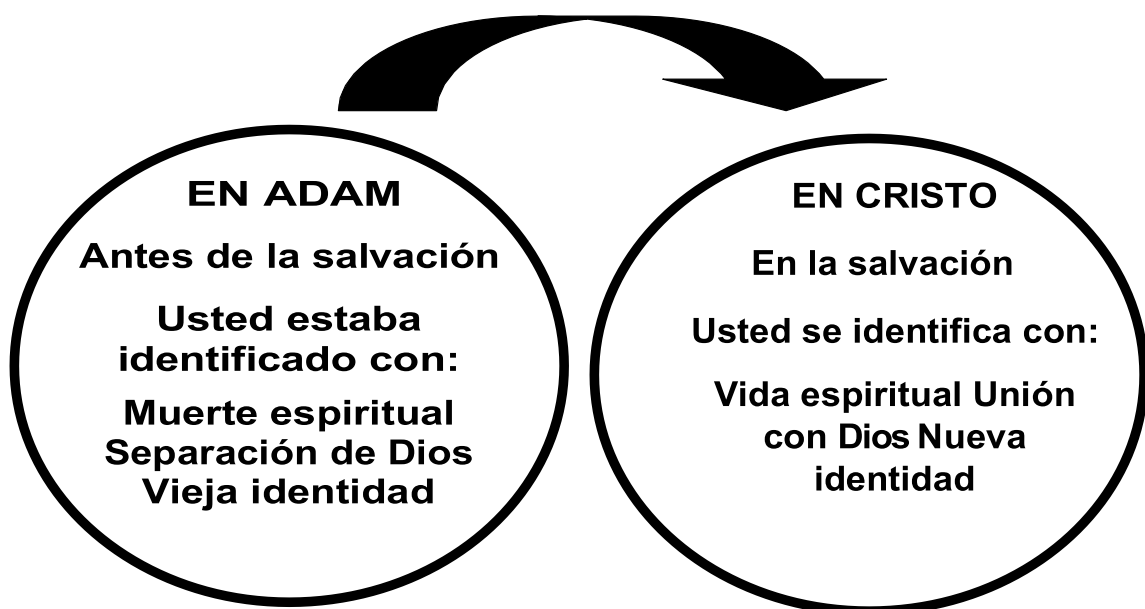 EN ADAM
Antes de la salvación
Usted estaba
identificado con:
Muerte espiritual
Separación de Dios
Vieja identidad
EN CRISTO
En la salvación
Usted se identifica con:
Vida espiritual Unión
con Dios Nueva
identidad